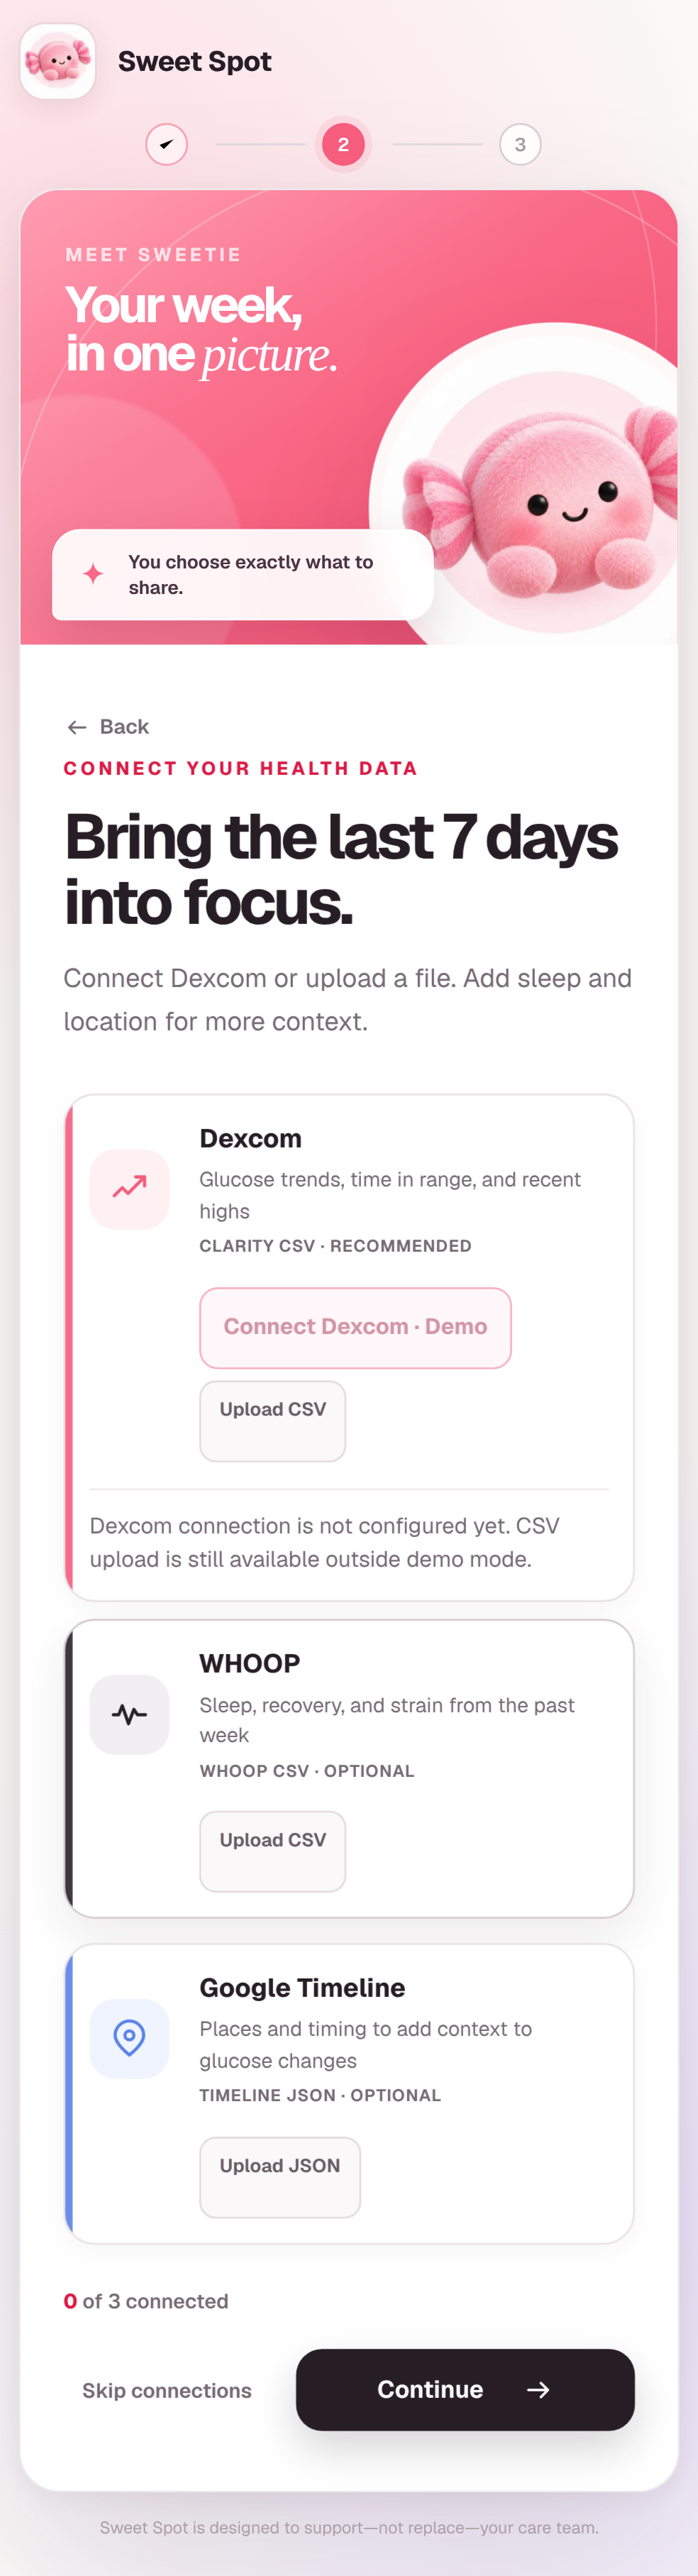 Sweet Spot
2
3
MEET SWEETIE
Your week,
in one picture.
You choose exactly what to
share.
← Back
CONNECT YOUR HEALTH DATA
Bring the last 7 days
into focus.
Connect Dexcom or upload a file. Add sleep and
location for more context.
Dexcom
Glucose trends, time in range, and recent
highs
CLARITY CSV · RECOMMENDED
Connect Dexcom · Demo
Upload CSV
Dexcom connection is not configured yet. CSV
upload is still available outside demo mode.
WHOOP
Sleep, recovery, and strain from the past
week
WHOOP CSV · OPTIONAL
Upload CSV
Google Timeline
Places and timing to add context to
glucose changes
TIMELINE JSON · OPTIONAL
Upload JSON
0 of 3 connected
Skip connections
Continue →
Sweet Spot is designed to support—not replace—your care team.